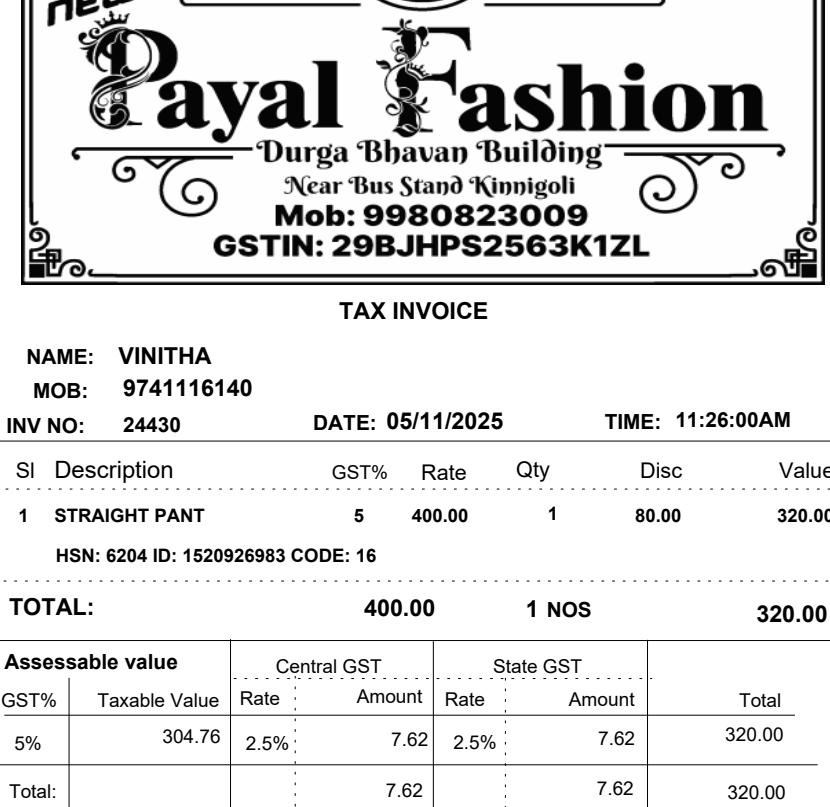 new
Payal Fashion
Durga Bhavan Building
Near Bus Stand Kinnigoli
Mob: 9980823009
GSTIN: 29BJHPS2563K1ZL
TAX INVOICE
NAME: VINITHA
MOB: 9741116140
INV NO: 24430 DATE: 05/11/2025 TIME: 11:26:00AM
Sl Description GST% Rate Qty Disc Value
1 STRAIGHT PANT 5 400.00 1 80.00 320.00
HSN: 6204 ID: 1520926983 CODE: 16
TOTAL: 400.00 1 NOS 320.00
Assessable value Central GST State GST
GST% Taxable Value Rate Amount Rate Amount Total
5% 304.76 2.5% 7.62 2.5% 7.62 320.00
Total: 7.62 7.62 320.00